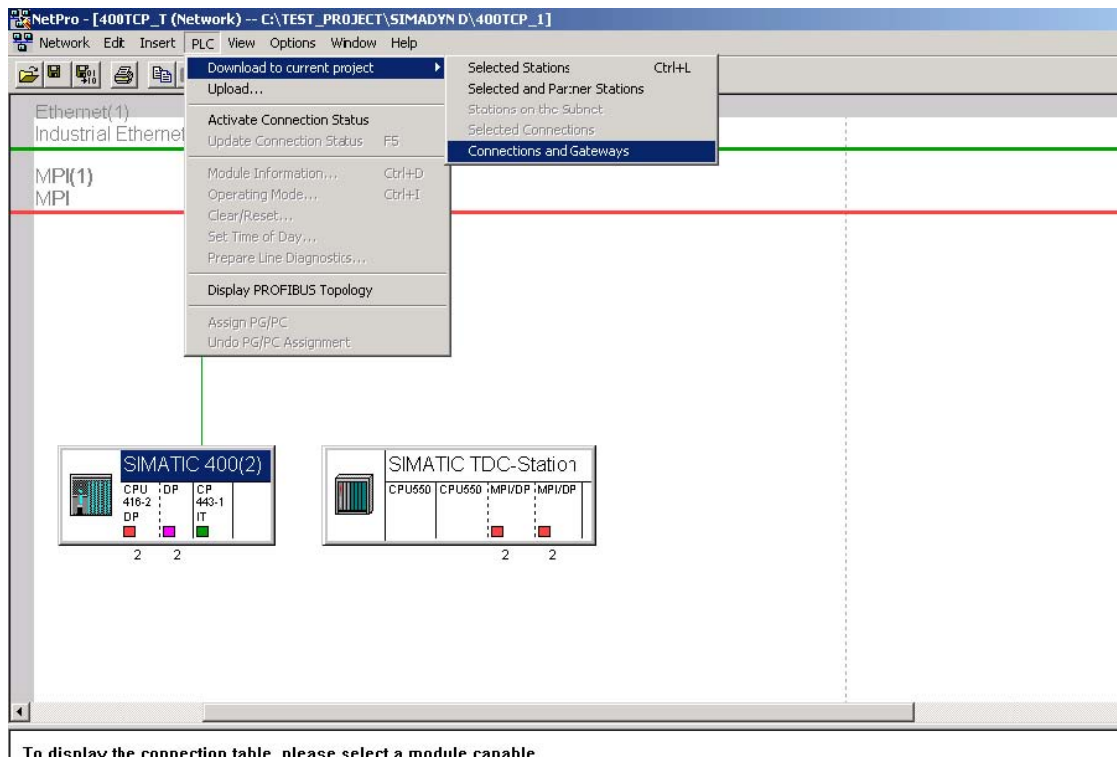 NetPro - [400TCP_T (Network) -- C:\TEST_PROJECT\SIMADYN D\400TCP_1]
Network Edit Insert PLC View Options Window Help
Download to current project
Upload...
Activate Connection Status
Update Connection Status F5
Module Information... Ctrl+D
Operating Mode... Ctrl+I
Clear/Reset...
Set Time of Day...
Prepare Line Diagnostics...
Display PROFIBUS Topology
Assign PG/PC
Undo PG/PC Assignment
Selected Stations Ctrl+L
Selected and Partner Stations
Stations on the Subnet
Selected Connections
Connections and Gateways
Ethernet(1)
Industrial Ethernet
MPI(1)
MPI
SIMATIC 400(2)
CPU DP CP
416-2 443-1
DP IT
2 2
SIMATIC TDC-Station
CPU550 CPU550 MPI/DP MPI/DP
2 2
To display the connection table, please select a module capable